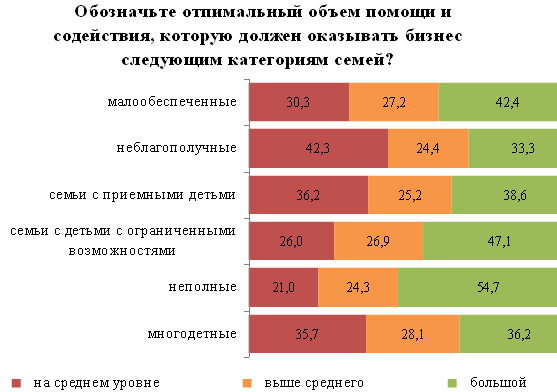 Обозначьте отпимальный объем помощи и
содействия, которую должен оказывать бизнес
следующим категориям семей?
малообеспеченные 30,3 27,2 42,4
неблагополучные 42,3 24,4 33,3
семьи с приемными детьми 36,2 25,2 38,6
семьи с детьми с ограниченными
возможностями 26,0 26,9 47,1
неполные 21,0 24,3 54,7
многодетные 35,7 28,1 36,2
на среднем уровне выше среднего большой